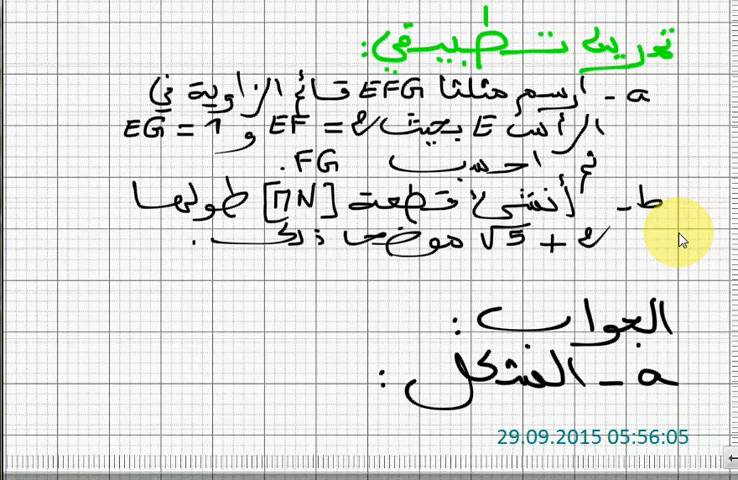 تمرين تطبيقي:
a - أرسم مثلثا EFG قائم الزاوية في
الرأس E بحيث EF = 2 و EG = 1
ثم احسب FG.
b - أنشئ قطعة [MN] طولها
2 + √5 موضحا ذلك.
الجواب:
a - الشكل:
29.09.2015 05:56:05